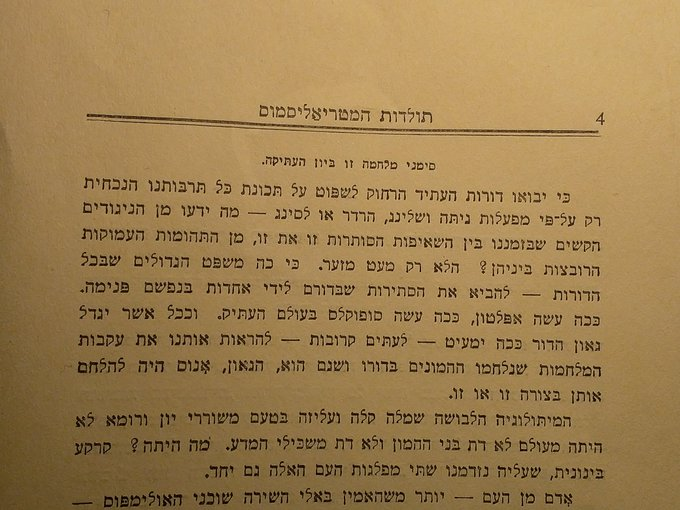 תולדות המטריאַליסמוס 4
סימני מלחמה זו ביון העתיקה.
כי יבואו דורות העתיד הרחוק לשפוט על תכונת כל תרבותנו הנכחית
רק על־פי מפעלות גיתה ושלינג, הרדר או לסינג — מה ידעו מן הניגודים
הקשים שבזמננו בין השאיפות הסותרות זו את זו, מן התהומות העמוקות
הרובצות ביניהן? הלא רק מעט מזער. כי כה משפט הגדולים שבכל
הדורות — להביא את הסתירות שבדורם לידי אחדות בנפשם פנימה.
ככה עשה אפלטון, ככה עשה סופוקלס בעולם העתיק. וככל אשר יגדל
גאון הדור ככה ימעיט — לעתים קרובות — להראות אותנו את עקבות
המלחמות שנלחמו ההמונים בדורו ושגם הוא, הגאון, אָנוס היה להלחם
אותן בצורה זו או זו.
המיתולוגיה הלבושה שמלה קלה ועליזה בטעם משוררי יון ורומא לא
היתה מעולם לא דת בני ההמון ולא דת משכילי המדע. מה היתה? קרקע
בינונית, שעליה נזדמנו שתי מפלגות העם האלה גם יחד.
אָדם מן העם — יותר משהאמין באלי השירה שוכני האולימפוס —